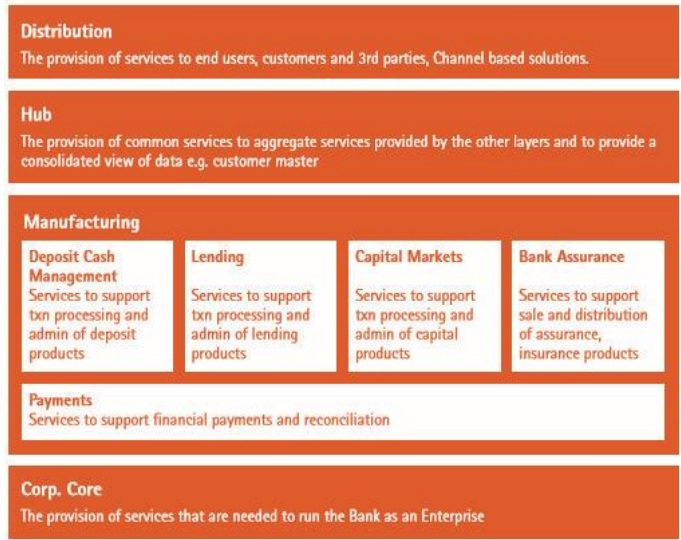 Distribution
The provision of services to end users, customers and 3rd parties, Channel based solutions.
Hub
The provision of common services to aggregate services provided by the other layers and to provide a
consolidated view of data e.g. customer master
Manufacturing
Deposit Cash
Management
Services to support
txn processing and
admin of deposit
products
Lending
Services to support
txn processing and
admin of lending
products
Capital Markets
Services to support
txn processing and
admin of capital
products
Bank Assurance
Services to support
sale and distribution
of assurance,
insurance products
Payments
Services to support financial payments and reconciliation
Corp. Core
The provision of services that are needed to run the Bank as an Enterprise